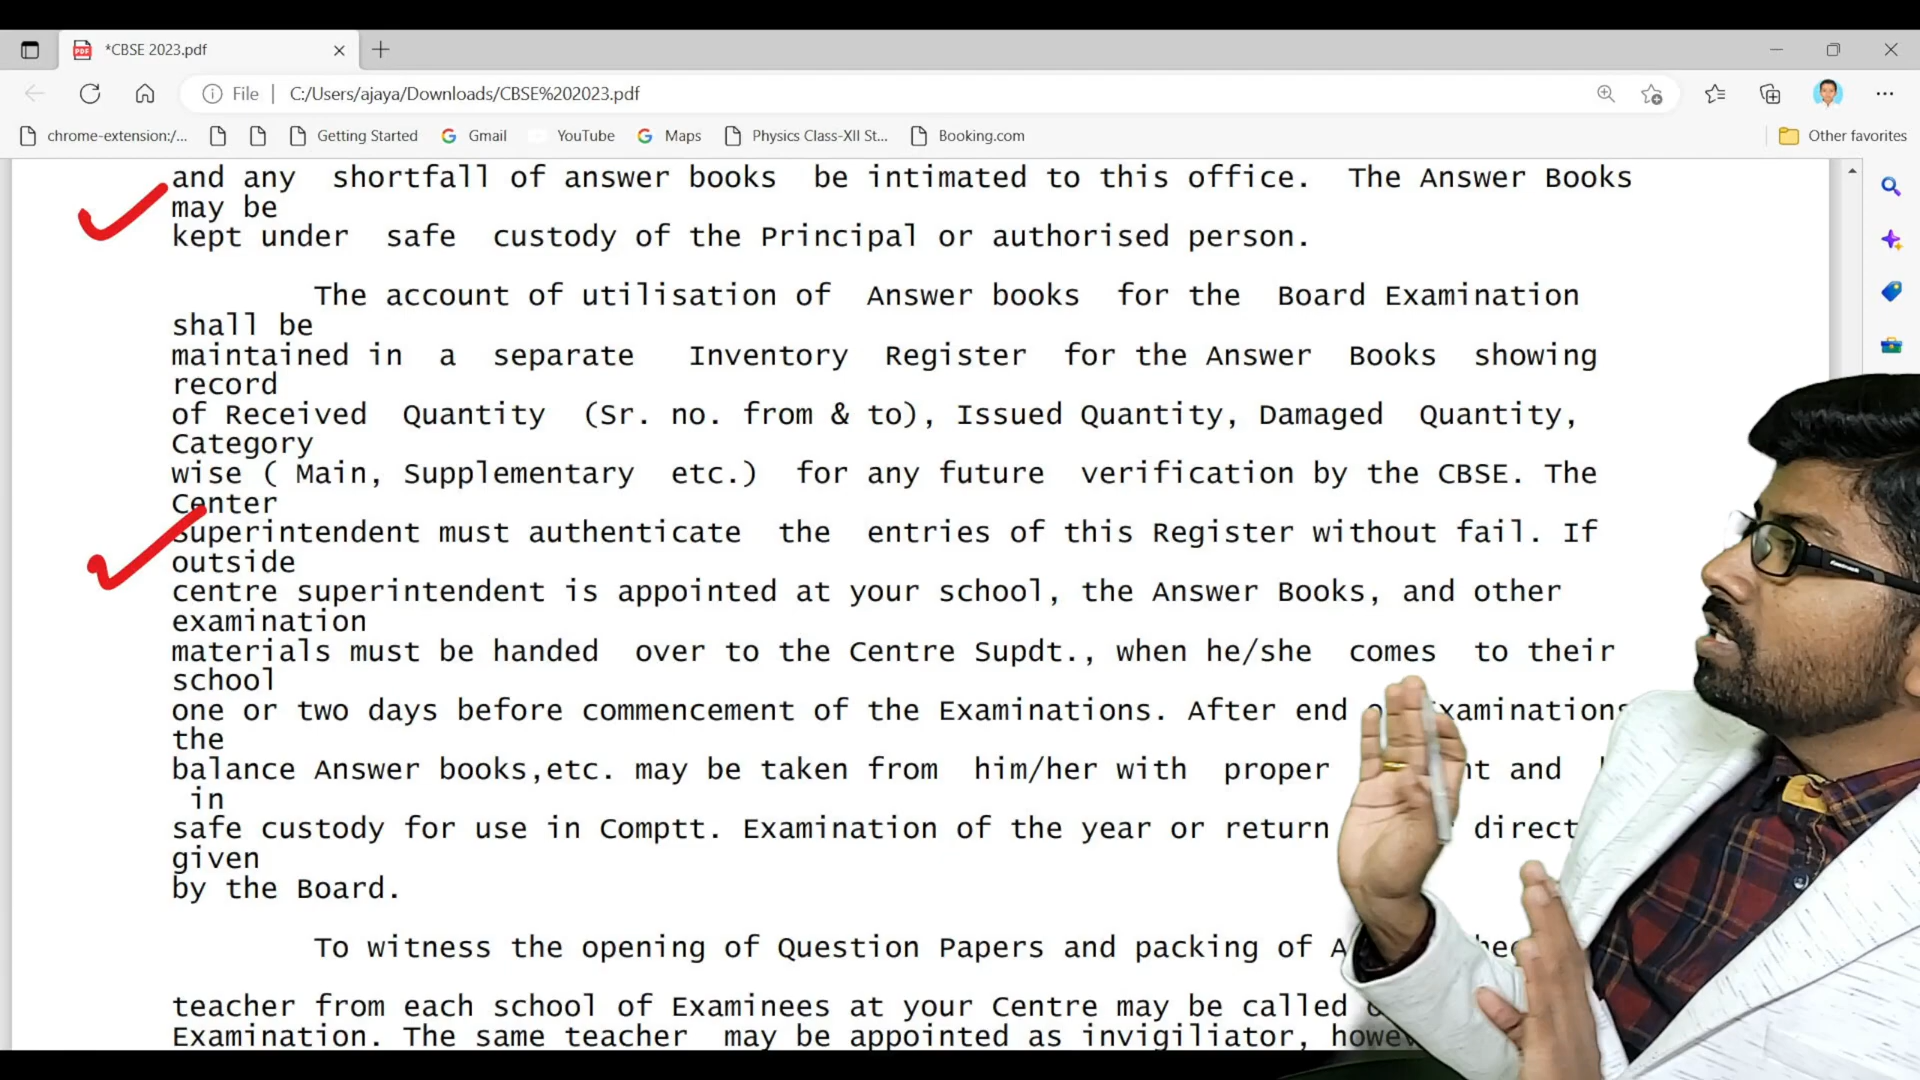 *CBSE 2023.pdf
File | C:/Users/ajaya/Downloads/CBSE%202023.pdf
chrome-extension:/... Getting Started Gmail YouTube Maps Physics Class-XII St... Booking.com Other favorites
and any shortfall of answer books be intimated to this office. The Answer Books
may be
kept under safe custody of the Principal or authorised person.
The account of utilisation of Answer books for the Board Examination
shall be
maintained in a separate Inventory Register for the Answer Books showing
record
of Received Quantity (Sr. no. from & to), Issued Quantity, Damaged Quantity,
Category
wise ( Main, Supplementary etc.) for any future verification by the CBSE. The
Center
superintendent must authenticate the entries of this Register without fail. If
outside
centre superintendent is appointed at your school, the Answer Books, and other
examination
materials must be handed over to the Centre Supdt., when he/she comes to their
school
one or two days before commencement of the Examinations. After end Examinations
the
balance Answer books,etc. may be taken from him/her with proper and
in
safe custody for use in Comptt. Examination of the year or return
given
by the Board.
To witness the opening of Question Papers and packing of
teacher from each school of Examinees at your Centre may be called
Examination. The same teacher may be appointed as invigiliator,